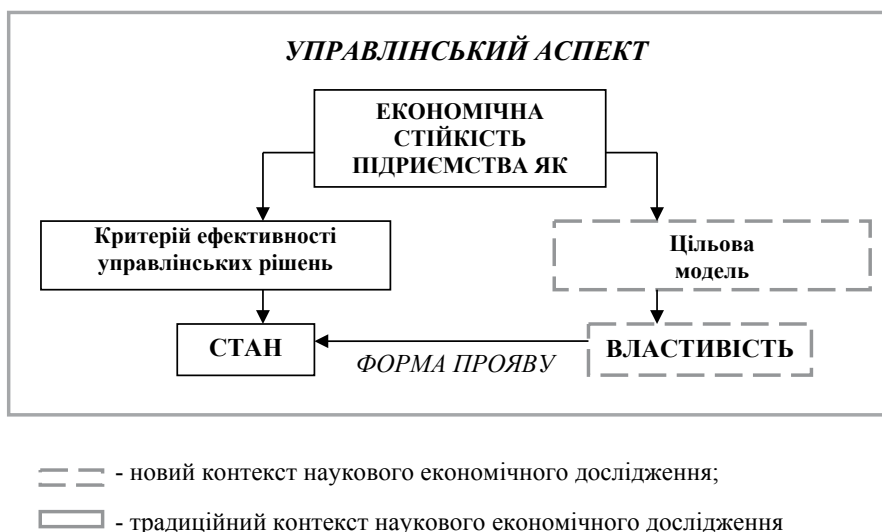 УПРАВЛІНСЬКИЙ АСПЕКТ
ЕКОНОМІЧНА
СТІЙКІСТЬ
ПІДРИЄМСТВА ЯК
Критерій ефективності
управлінських рішень
Цільова
модель
СТАН
ФОРМА ПРОЯВУ
ВЛАСТИВІСТЬ
- новий контекст наукового економічного дослідження;
- традиційний контекст наукового економічного дослідження